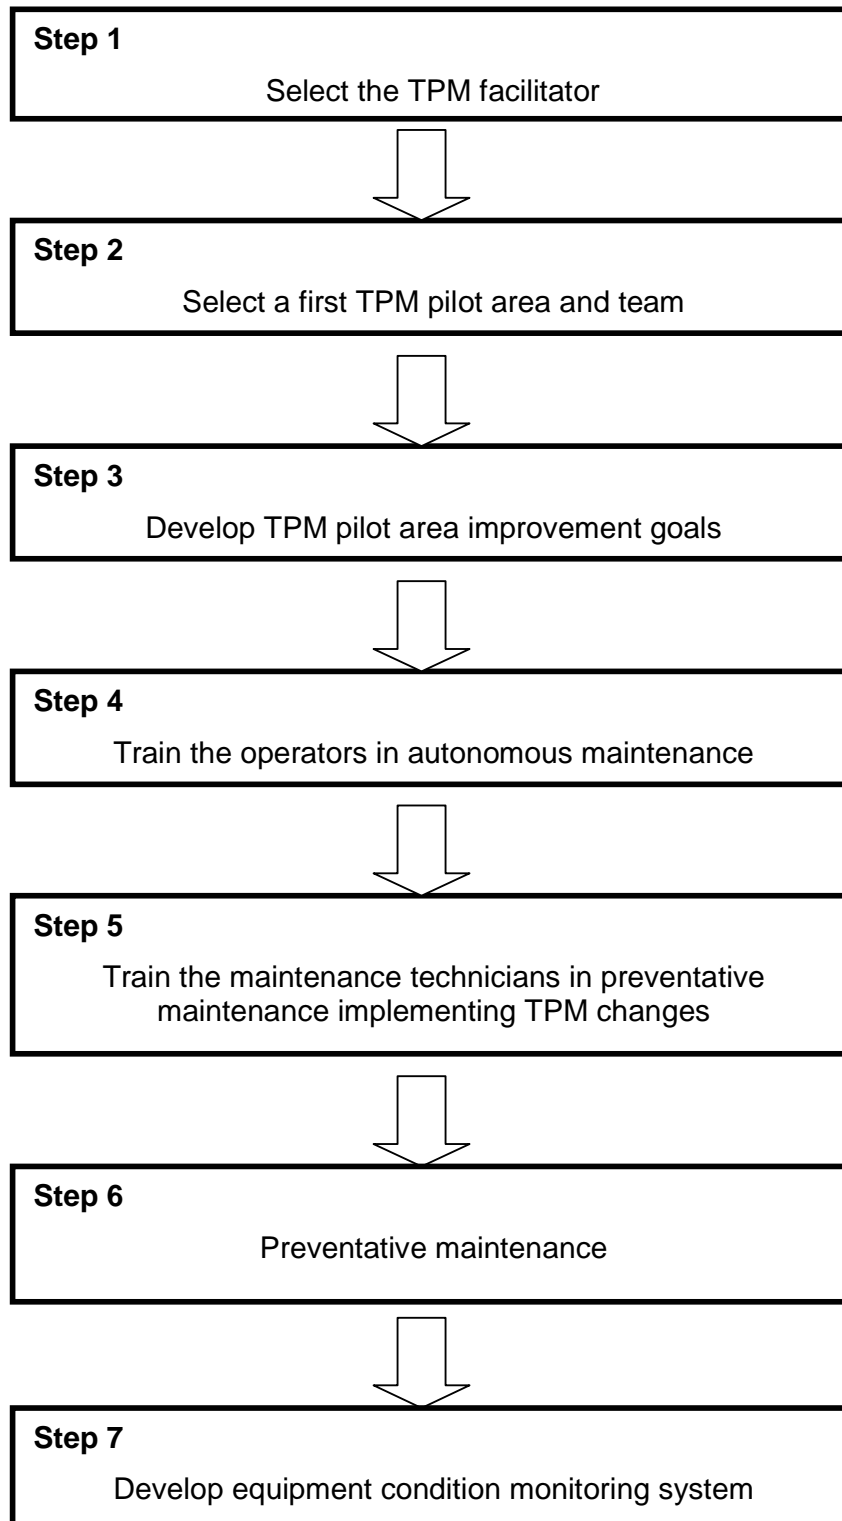 Step 1
Select the TPM facilitator
Step 2
Select a first TPM pilot area and team
Step 3
Develop TPM pilot area improvement goals
Step 4
Train the operators in autonomous maintenance
Step 5
Train the maintenance technicians in preventative
maintenance implementing TPM changes
Step 6
Preventative maintenance
Step 7
Develop equipment condition monitoring system